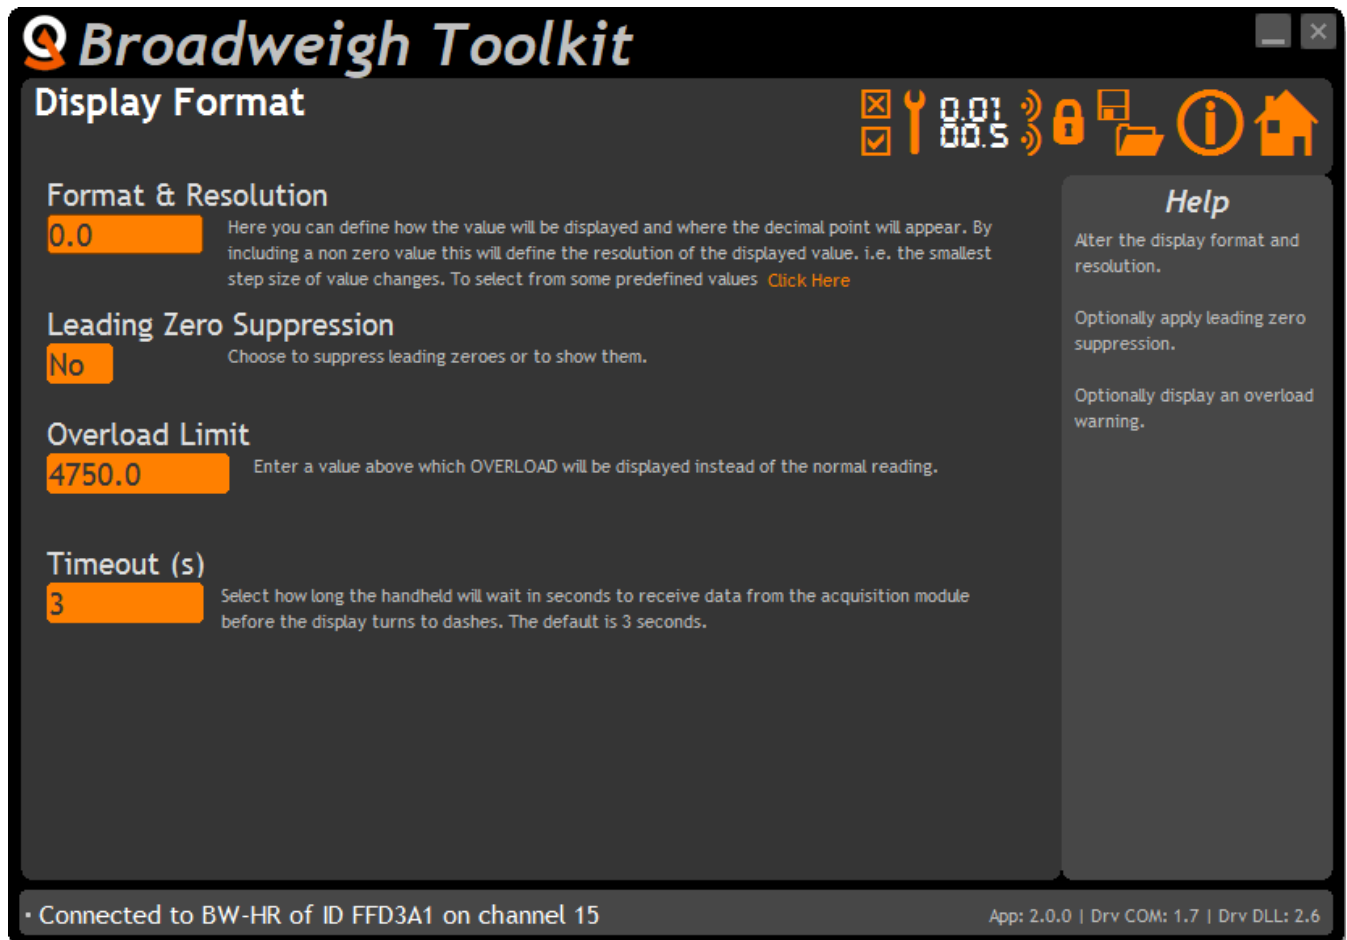 Broadweigh Toolkit
Display Format
0.01
00.5
Format & Resolution
0.0
Here you can define how the value will be displayed and where the decimal point will appear. By
including a non zero value this will define the resolution of the displayed value. i.e. the smallest
step size of value changes. To select from some predefined values Click Here
Leading Zero Suppression
No
Choose to suppress leading zeroes or to show them.
Overload Limit
4750.0
Enter a value above which OVERLOAD will be displayed instead of the normal reading.
Timeout (s)
3
Select how long the handheld will wait in seconds to receive data from the acquisition module
before the display turns to dashes. The default is 3 seconds.
Help
Alter the display format and
resolution.
Optionally apply leading zero
suppression.
Optionally display an overload
warning.
Connected to BW-HR of ID FFD3A1 on channel 15
App: 2.0.0 | Drv COM: 1.7 | Drv DLL: 2.6